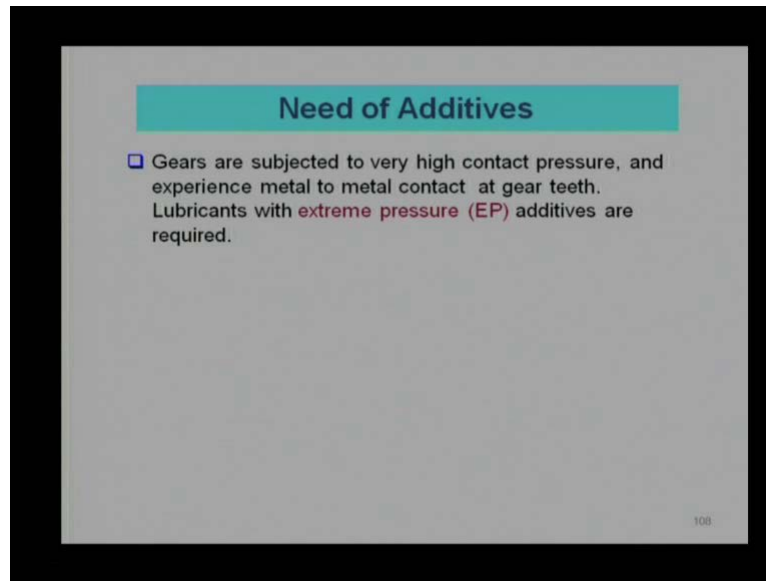 Need of Additives
Gears are subjected to very high contact pressure, and
experience metal to metal contact at gear teeth.
Lubricants with extreme pressure (EP) additives are
required.
108